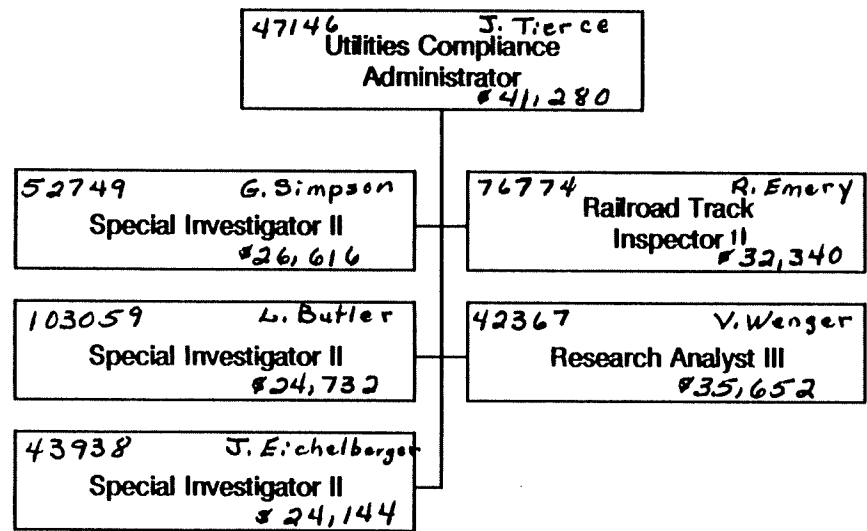 47146 J. Tierce
Utilities Compliance
Administrator
$41,280
52749 G. Simpson
Special Investigator II
$26,616
76774 R. Emery
Railroad Track
Inspector II
$32,340
103059 L. Butler
Special Investigator II
$24,732
42367 V. Wenger
Research Analyst III
$35,652
43938 J. Eichelberger
Special Investigator II
$24,144